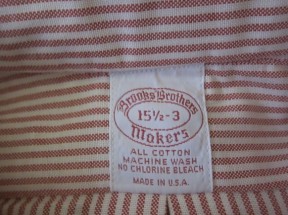 Brooks Brothers
15½-3
Makers
ALL COTTON
MACHINE WASH
NO CHLORINE BLEACH
MADE IN U.S.A.